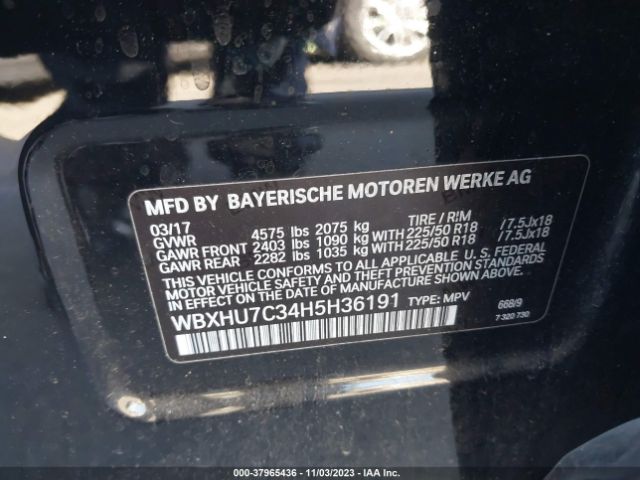 MFD BY BAYERISCHE MOTOREN WERKE AG
03/17 TIRE / RIM
GVWR 4575 lbs 2075 kg
GAWR FRONT 2403 lbs 1090 kg WITH 225/50 R18 /7.5Jx18
GAWR REAR 2282 lbs 1035 kg WITH 225/50 R18 /7.5Jx18
THIS VEHICLE CONFORMS TO ALL APPLICABLE U. S. FEDERAL
MOTOR VEHICLE SAFETY AND THEFT PREVENTION STANDARDS
IN EFFECT ON THE DATE OF MANUFACTURE SHOWN ABOVE.
WBXHU7C34H5H36191 TYPE: MPV 668/9
7 320 730
000-37965436 - 11/03/2023 - IAA Inc.